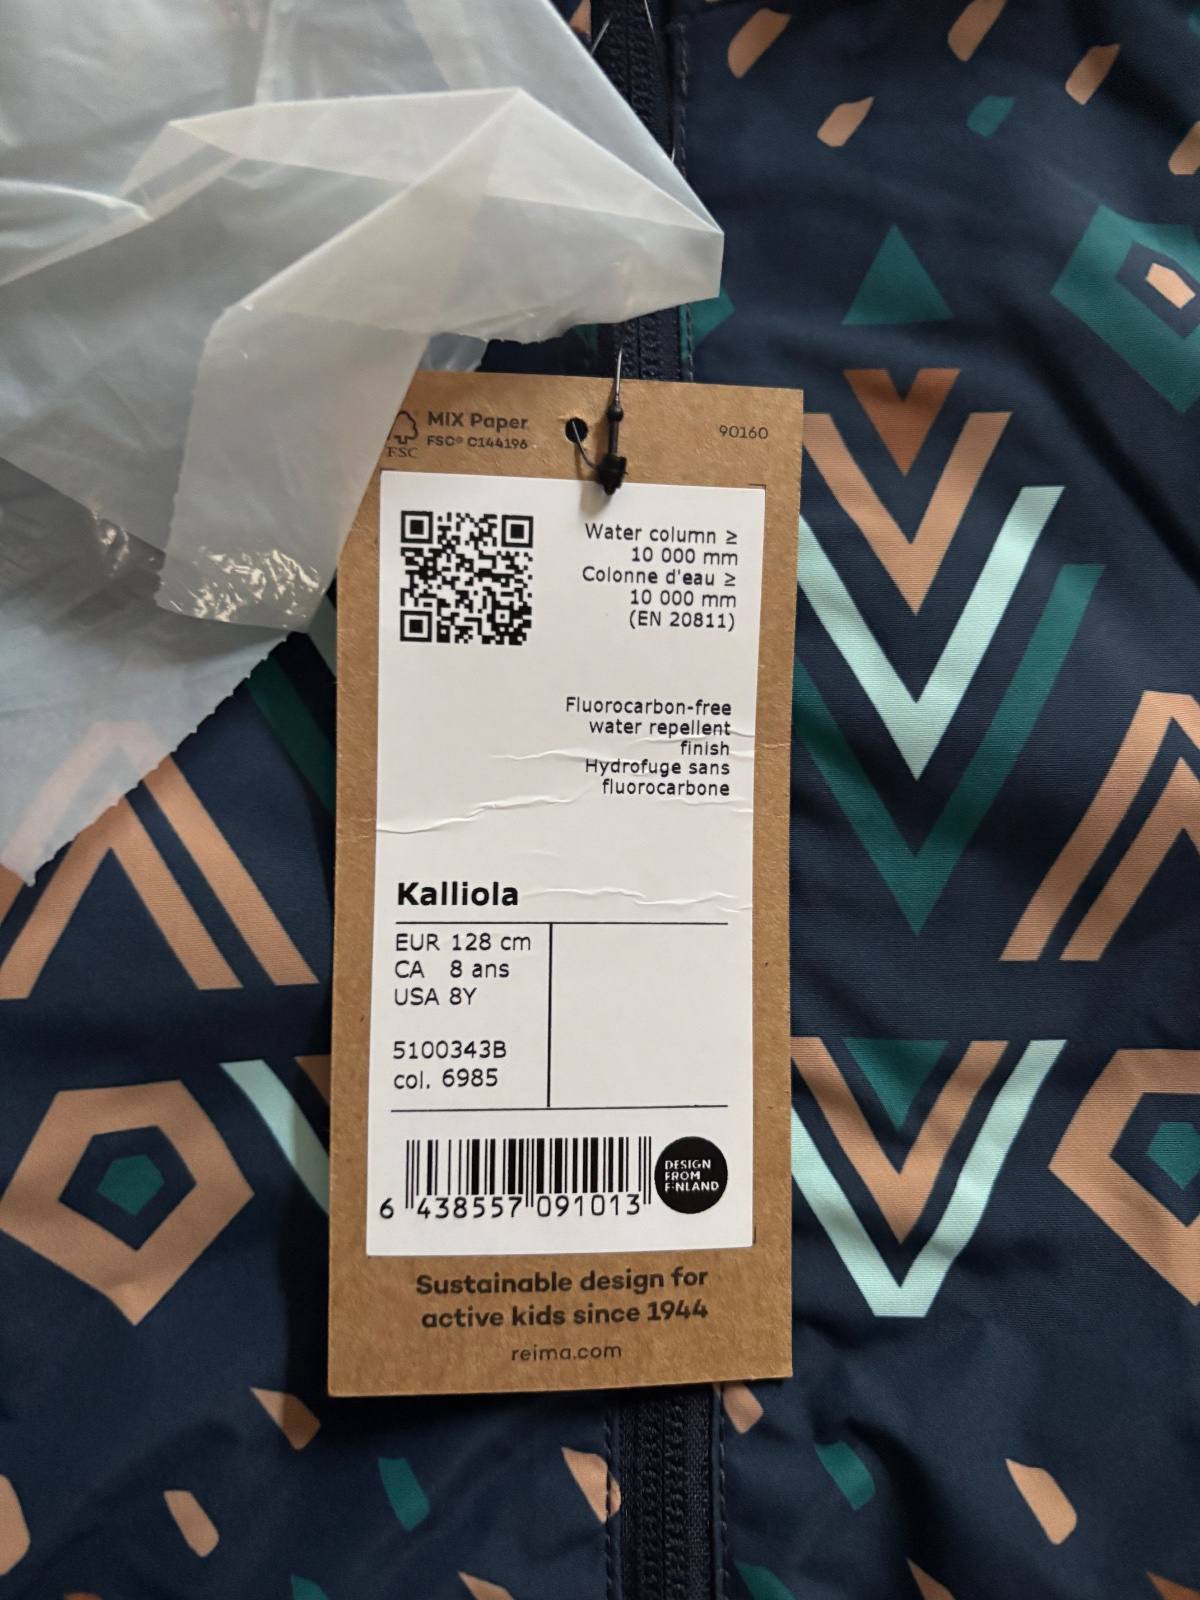 MIX Paper
FSC® C144196
FSC
90160
Water column ≥
10 000 mm
Colonne d'eau ≥
10 000 mm
(EN 20811)
Fluorocarbon-free
water repellent
finish
Hydrofuge sans
fluorocarbone
Kalliola
EUR 128 cm
CA 8 ans
USA 8Y
5100343B
col. 6985
6 438557 091013
DESIGN
FROM
FINLAND
Sustainable design for
active kids since 1944
reima.com